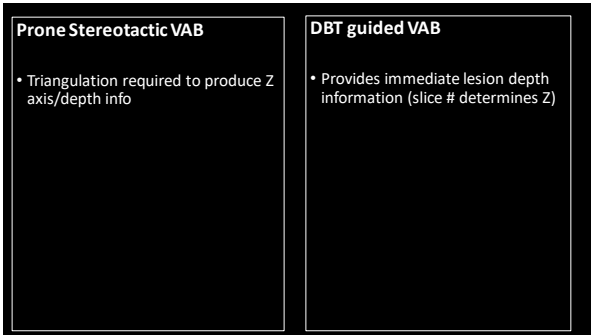 Prone Stereotactic VAB
• Triangulation required to produce Z
axis/depth info
DBT guided VAB
• Provides immediate lesion depth
information (slice # determines Z)